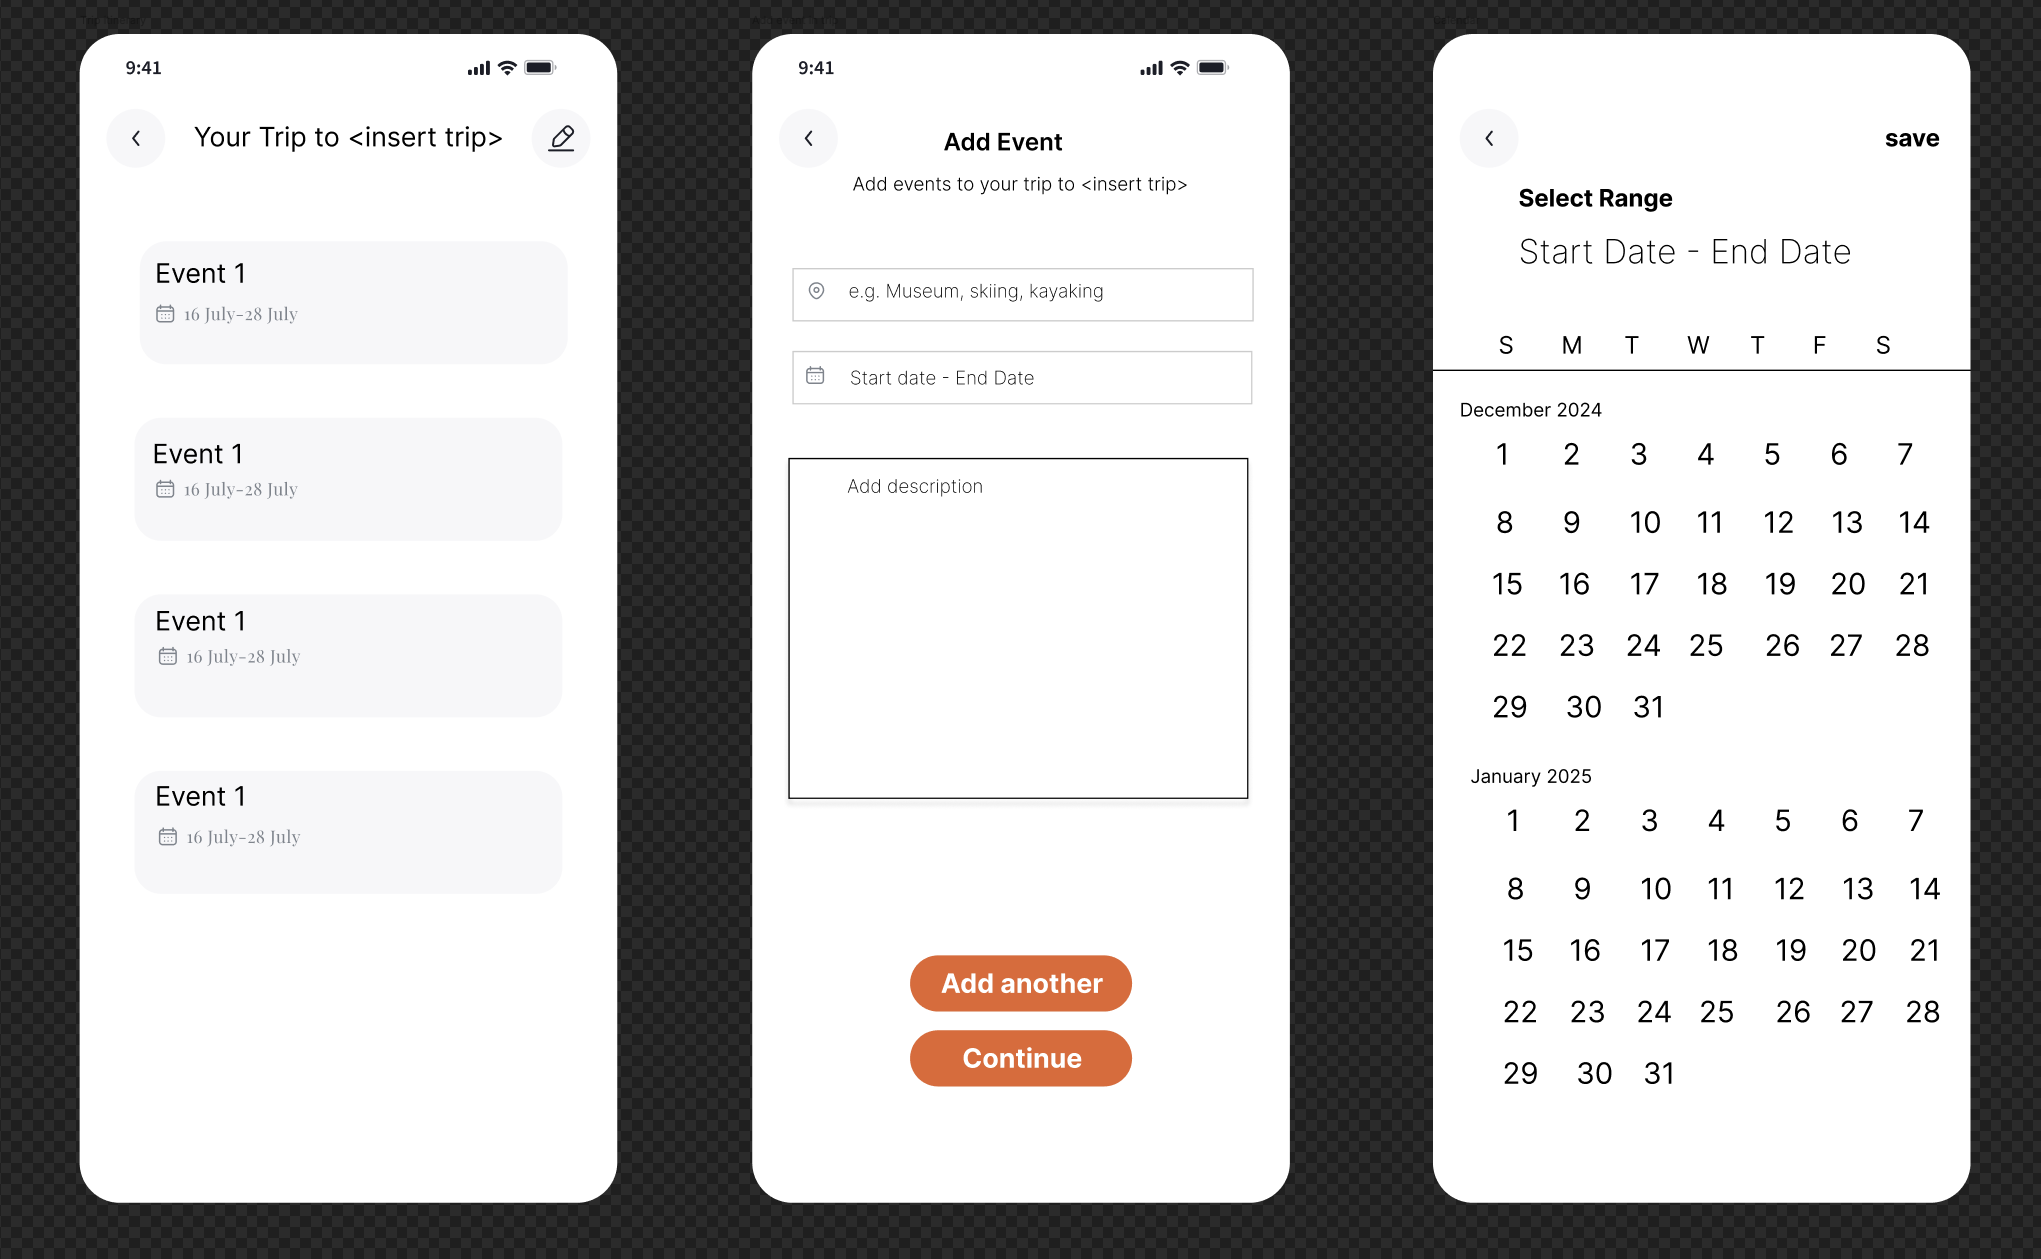 9:41
Your Trip to <insert trip>
Event 1
16 July-28 July
Event 1
16 July-28 July
Event 1
16 July-28 July
Event 1
16 July-28 July
9:41
Add Event
Add events to your trip to <insert trip>
e.g. Museum, skiing, kayaking
Start date - End Date
Add description
Add another
Continue
save
Select Range
Start Date - End Date
S M T W T F S
December 2024
1 2 3 4 5 6 7
8 9 10 11 12 13 14
15 16 17 18 19 20 21
22 23 24 25 26 27 28
29 30 31
January 2025
1 2 3 4 5 6 7
8 9 10 11 12 13 14
15 16 17 18 19 20 21
22 23 24 25 26 27 28
29 30 31